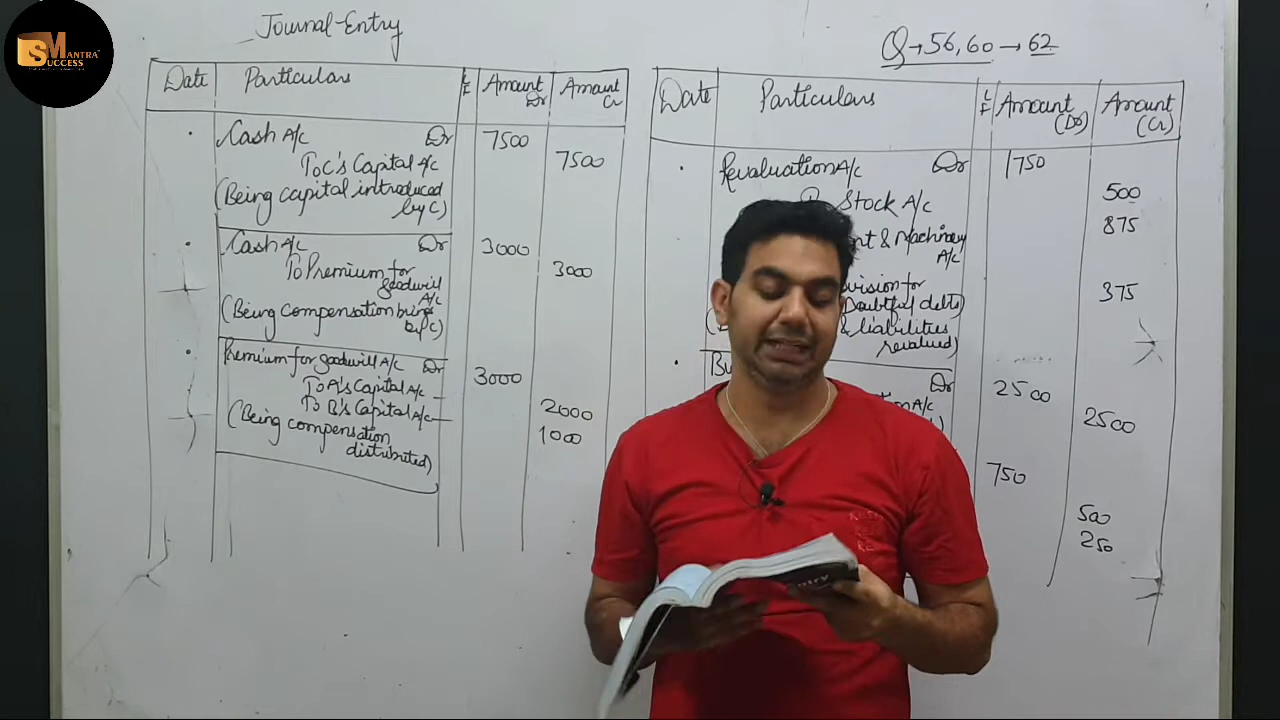 MANTRA
SUCCESS
Journal-Entry
Date Particulars LF Amount Dr Amount Cr
Cash A/c Dr 7500
To C's Capital A/c 7500
(Being capital introduced
by C)
Cash A/c Dr 3000
To Premium for 3000
goodwill
A/c
(Being compensation bring
by C)
Premium for goodwill A/c Dr 3000
To A's Capital A/c 2000
To B's Capital A/c 1000
(Being compensation
distributed)
Q→56,60→62
Date Particulars LF Amount (Dr) Amount (Cr)
Revaluation A/c Dr 1750
Stock A/c 500
& Machinery 875
A/c
for 375
Doubtful debts)
& liabilities
revalued)
Dr 2500
A/c 2500
750
500
250